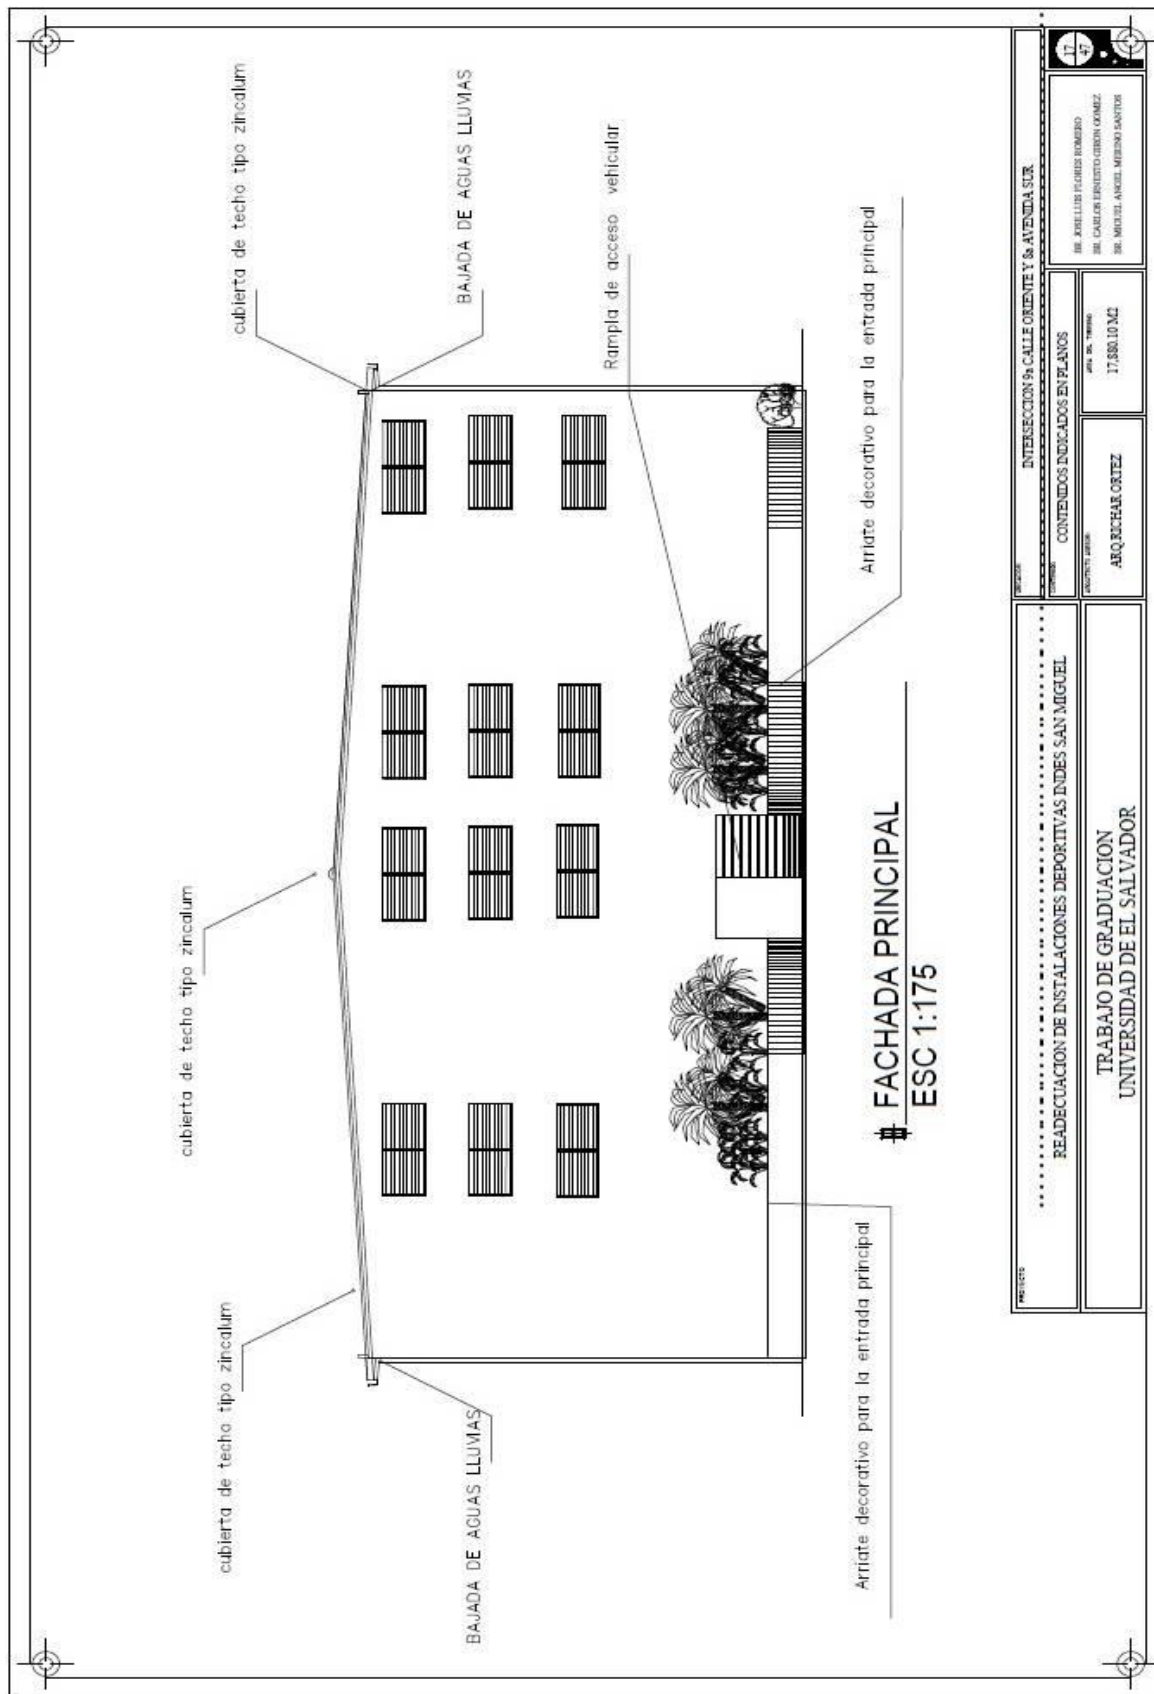 cubierta de techo tipo zincalum
cubierta de techo tipo zincalum
cubierta de techo tipo zincalum
BAJADA DE AGUAS LLUVIAS
BAJADA DE AGUAS LLUVIAS
Rampla de acceso vehicular
Arriate decorativo para la entrada principal
Arriate decorativo para la entrada principal
FACHADA PRINCIPAL
ESC 1:175
PROYECTO
READECUACION DE INSTALACIONES DEPORTIVAS INDES SAN MIGUEL
TRABAJO DE GRADUACION
UNIVERSIDAD DE EL SALVADOR
INTERSECCION 9a CALLE ORIENTE Y 8a AVENIDA SUR
CONTENIDOS INDICADOS EN PLANOS
ARQ.RICHAR ORTEZ
AREA DEL TERRENO
17,880.10 M2
BR. JOSE LUIS FLORES ROMERO
BR. CARLOS ERNESTO GIRON GOMEZ
BR. MIGUEL ANGEL MERINO SANTOS
17
47